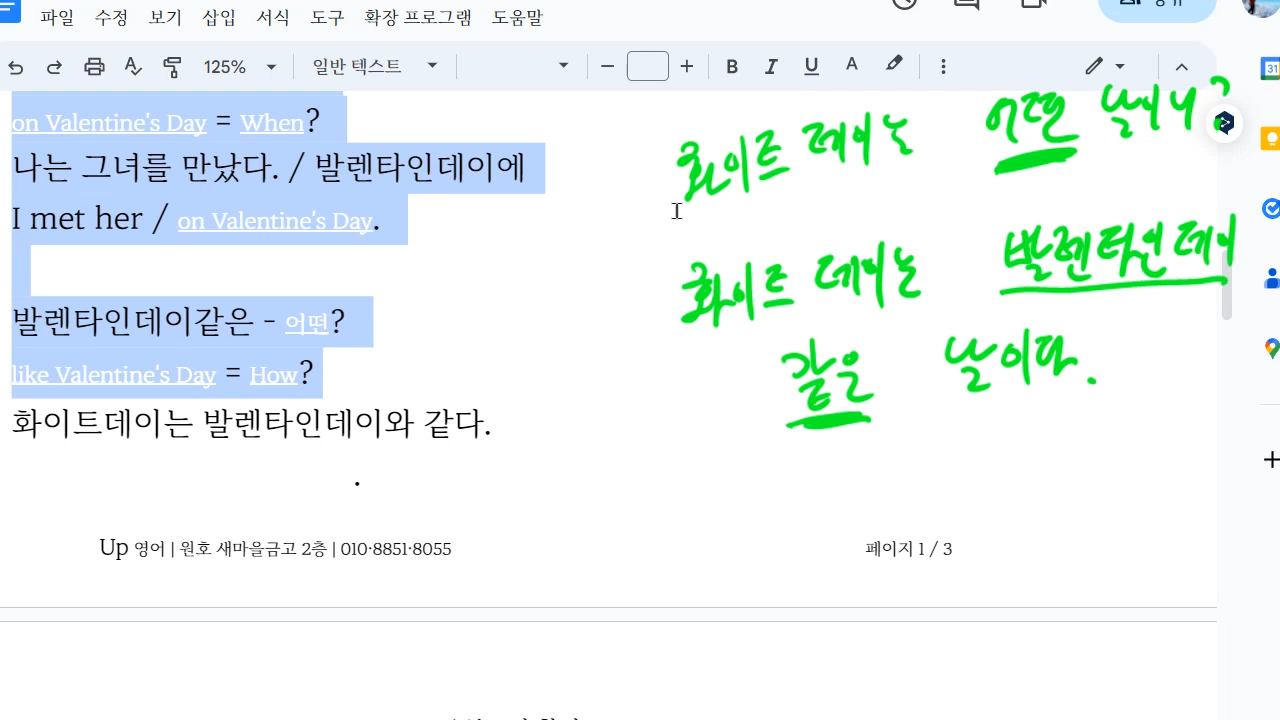 파일 수정 보기 삽입 서식 도구 확장 프로그램 도움말
125% 일반 텍스트 B I U A
31
on Valentine's Day = When?
나는 그녀를 만났다. / 발렌타인데이에
I met her / on Valentine's Day.
발렌타인데이같은 - 어떤?
like Valentine's Day = How?
화이트데이는 발렌타인데이와 같다.
.
화이트 데이는 어떤 날이니?
화이트 데이는 발렌타인데이
같은 날이다.
Up 영어 | 원호 새마을금고 2층 | 010·8851·8055
페이지 1 / 3